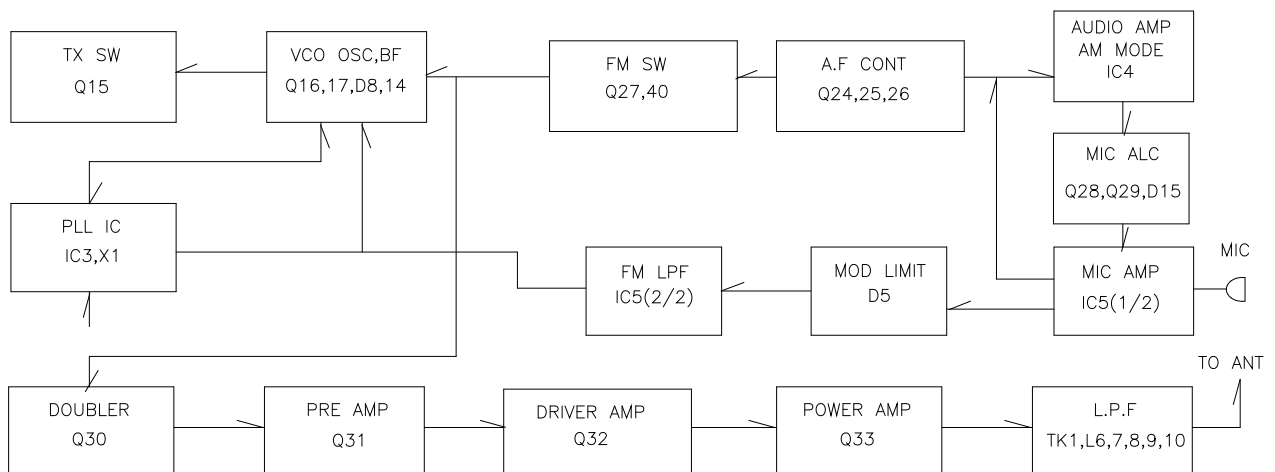 TX SW
Q15
VCO OSC,BF
Q16,17,D8,14
FM SW
Q27,40
A.F CONT
Q24,25,26
AUDIO AMP
AM MODE
IC4
MIC ALC
Q28,Q29,D15
PLL IC
IC3,X1
FM LPF
IC5(2/2)
MOD LIMIT
D5
MIC AMP
IC5(1/2)
MIC
TO ANT
DOUBLER
Q30
PRE AMP
Q31
DRIVER AMP
Q32
POWER AMP
Q33
L.P.F
TK1,L6,7,8,9,10